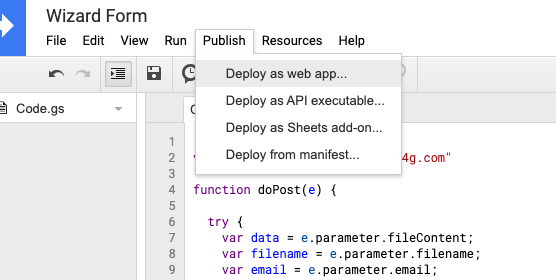 Wizard Form
File Edit View Run Publish Resources Help
Deploy as web app...
Deploy as API executable...
Deploy as Sheets add-on...
Deploy from manifest...
Code.gs
1
2 4g.com"
3
4 function doPost(e) {
5
6 try {
7 var data = e.parameter.fileContent;
8 var filename = e.parameter.filename;
9 var email = e.parameter.email;